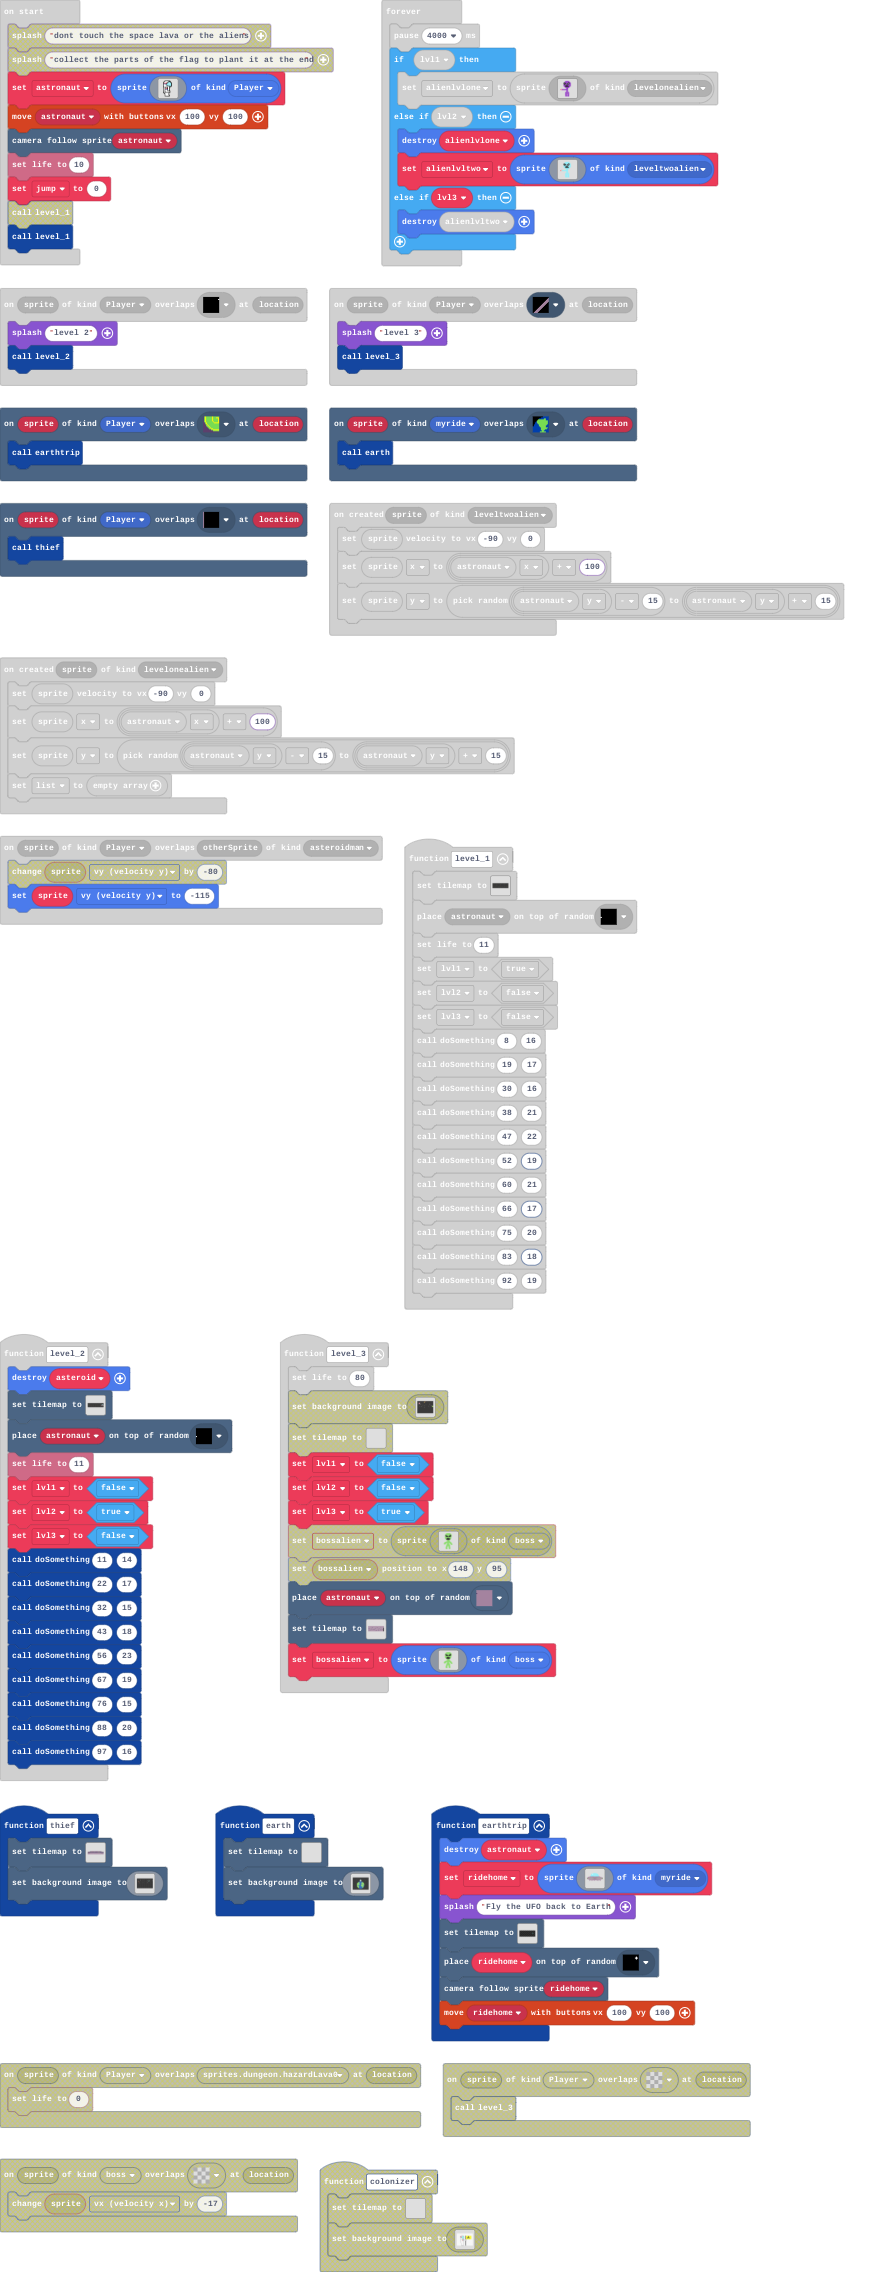 on start
splash "dont touch the space lava or the aliens
splash "collect the parts of the flag to plant it at the end
set astronaut to sprite of kind Player
move astronaut with buttons vx 100 vy 100
camera follow sprite astronaut
set life to 10
set jump to 0
call level_1
call level_1
forever
pause 4000 ms
if lvl1 then
set alienlvlone to sprite of kind levelonealien
else if lvl2 then
destroy alienlvlone
set alienlvltwo to sprite of kind leveltwoalien
else if lvl3 then
destroy alienlvltwo
on sprite of kind Player overlaps at location
splash "level 2"
call level_2
on sprite of kind Player overlaps at location
splash "level 3"
call level_3
on sprite of kind Player overlaps at location
call earthtrip
on sprite of kind myride overlaps at location
call earth
on sprite of kind Player overlaps at location
call thief
on created sprite of kind leveltwoalien
set sprite velocity to vx -90 vy 0
set sprite x to astronaut x + 100
set sprite y to pick random astronaut y - 15 to astronaut y + 15
on created sprite of kind levelonealien
set sprite velocity to vx -90 vy 0
set sprite x to astronaut x + 100
set sprite y to pick random astronaut y - 15 to astronaut y + 15
set list to empty array
on sprite of kind Player overlaps otherSprite of kind asteroidman
change sprite vy (velocity y) by -80
set sprite vy (velocity y) to -115
function level_1
set tilemap to
place astronaut on top of random
set life to 11
set lvl1 to true
set lvl2 to false
set lvl3 to false
call doSomething 8 16
call doSomething 19 17
call doSomething 30 16
call doSomething 38 21
call doSomething 47 22
call doSomething 52 19
call doSomething 60 21
call doSomething 66 17
call doSomething 75 20
call doSomething 83 18
call doSomething 92 19
function level_2
destroy asteroid
set tilemap to
place astronaut on top of random
set life to 11
set lvl1 to false
set lvl2 to true
set lvl3 to false
call doSomething 11 14
call doSomething 22 17
call doSomething 32 15
call doSomething 43 18
call doSomething 56 23
call doSomething 67 19
call doSomething 76 15
call doSomething 88 20
call doSomething 97 16
function level_3
set life to 80
set background image to
set tilemap to
set lvl1 to false
set lvl2 to false
set lvl3 to true
set bossalien to sprite of kind boss
set bossalien position to x 148 y 95
place astronaut on top of random
set tilemap to
set bossalien to sprite of kind boss
function thief
set tilemap to
set background image to
function earth
set tilemap to
set background image to
function earthtrip
destroy astronaut
set ridehome to sprite of kind myride
splash "Fly the UFO back to Earth
set tilemap to
place ridehome on top of random
camera follow sprite ridehome
move ridehome with buttons vx 100 vy 100
on sprite of kind Player overlaps sprites.dungeon.hazardLava0 at location
set life to 0
on sprite of kind Player overlaps at location
call level_3
on sprite of kind boss overlaps at location
change sprite vx (velocity x) by -17
function colonizer
set tilemap to
set background image to